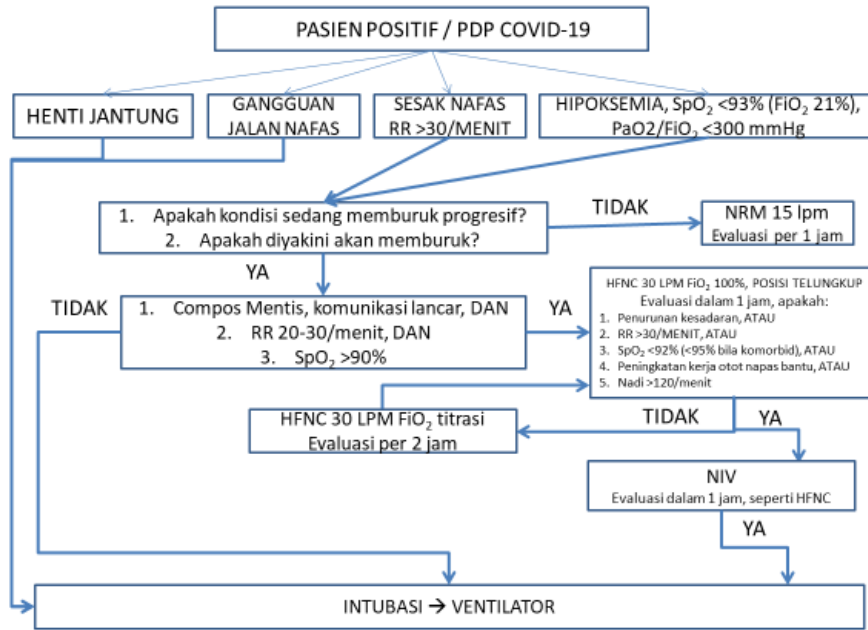 PASIEN POSITIF / PDP COVID-19
HENTI JANTUNG
GANGGUAN
JALAN NAFAS
SESAK NAFAS
RR >30/MENIT
HIPOKSEMIA, SpO₂ <93% (FiO₂ 21%),
PaO2/FiO₂ <300 mmHg
1. Apakah kondisi sedang memburuk progresif?
2. Apakah diyakini akan memburuk?
TIDAK
NRM 15 lpm
Evaluasi per 1 jam
YA
TIDAK
1. Compos Mentis, komunikasi lancar, DAN
2. RR 20-30/menit, DAN
3. SpO₂ >90%
YA
HFNC 30 LPM FiO₂ 100%, POSISI TELUNGKUP
Evaluasi dalam 1 jam, apakah:
1. Penurunan kesadaran, ATAU
2. RR >30/MENIT, ATAU
3. SpO₂ <92% (<95% bila komorbid), ATAU
4. Peningkatan kerja otot napas bantu, ATAU
5. Nadi >120/menit
HFNC 30 LPM FiO₂ titrasi
Evaluasi per 2 jam
TIDAK
YA
NIV
Evaluasi dalam 1 jam, seperti HFNC
YA
INTUBASI → VENTILATOR